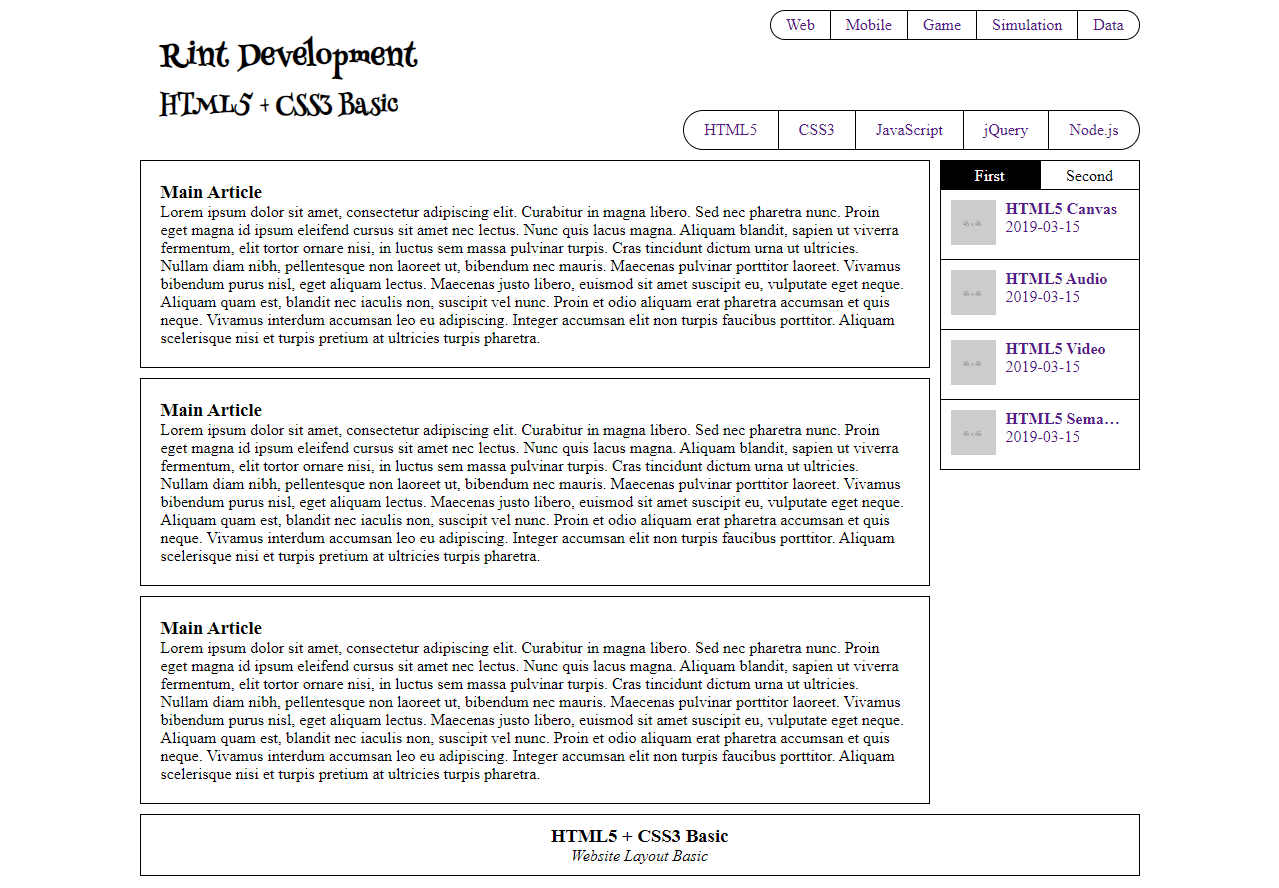 Web Mobile Game Simulation Data
Rint Development
HTML5 + CSS3 Basic
HTML5 CSS3 JavaScript jQuery Node.js
Main Article
Lorem ipsum dolor sit amet, consectetur adipiscing elit. Curabitur in magna libero. Sed nec pharetra nunc. Proin
eget magna id ipsum eleifend cursus sit amet nec lectus. Nunc quis lacus magna. Aliquam blandit, sapien ut viverra
fermentum, elit tortor ornare nisi, in luctus sem massa pulvinar turpis. Cras tincidunt dictum urna ut ultricies.
Nullam diam nibh, pellentesque non laoreet ut, bibendum nec mauris. Maecenas pulvinar porttitor laoreet. Vivamus
bibendum purus nisl, eget aliquam lectus. Maecenas justo libero, euismod sit amet suscipit eu, vulputate eget neque.
Aliquam quam est, blandit nec iaculis non, suscipit vel nunc. Proin et odio aliquam erat pharetra accumsan et quis
neque. Vivamus interdum accumsan leo eu adipiscing. Integer accumsan elit non turpis faucibus porttitor. Aliquam
scelerisque nisi et turpis pretium at ultricies turpis pharetra.
Main Article
Lorem ipsum dolor sit amet, consectetur adipiscing elit. Curabitur in magna libero. Sed nec pharetra nunc. Proin
eget magna id ipsum eleifend cursus sit amet nec lectus. Nunc quis lacus magna. Aliquam blandit, sapien ut viverra
fermentum, elit tortor ornare nisi, in luctus sem massa pulvinar turpis. Cras tincidunt dictum urna ut ultricies.
Nullam diam nibh, pellentesque non laoreet ut, bibendum nec mauris. Maecenas pulvinar porttitor laoreet. Vivamus
bibendum purus nisl, eget aliquam lectus. Maecenas justo libero, euismod sit amet suscipit eu, vulputate eget neque.
Aliquam quam est, blandit nec iaculis non, suscipit vel nunc. Proin et odio aliquam erat pharetra accumsan et quis
neque. Vivamus interdum accumsan leo eu adipiscing. Integer accumsan elit non turpis faucibus porttitor. Aliquam
scelerisque nisi et turpis pretium at ultricies turpis pharetra.
Main Article
Lorem ipsum dolor sit amet, consectetur adipiscing elit. Curabitur in magna libero. Sed nec pharetra nunc. Proin
eget magna id ipsum eleifend cursus sit amet nec lectus. Nunc quis lacus magna. Aliquam blandit, sapien ut viverra
fermentum, elit tortor ornare nisi, in luctus sem massa pulvinar turpis. Cras tincidunt dictum urna ut ultricies.
Nullam diam nibh, pellentesque non laoreet ut, bibendum nec mauris. Maecenas pulvinar porttitor laoreet. Vivamus
bibendum purus nisl, eget aliquam lectus. Maecenas justo libero, euismod sit amet suscipit eu, vulputate eget neque.
Aliquam quam est, blandit nec iaculis non, suscipit vel nunc. Proin et odio aliquam erat pharetra accumsan et quis
neque. Vivamus interdum accumsan leo eu adipiscing. Integer accumsan elit non turpis faucibus porttitor. Aliquam
scelerisque nisi et turpis pretium at ultricies turpis pharetra.
First Second
HTML5 Canvas
2019-03-15
HTML5 Audio
2019-03-15
HTML5 Video
2019-03-15
HTML5 Sema…
2019-03-15
HTML5 + CSS3 Basic
Website Layout Basic